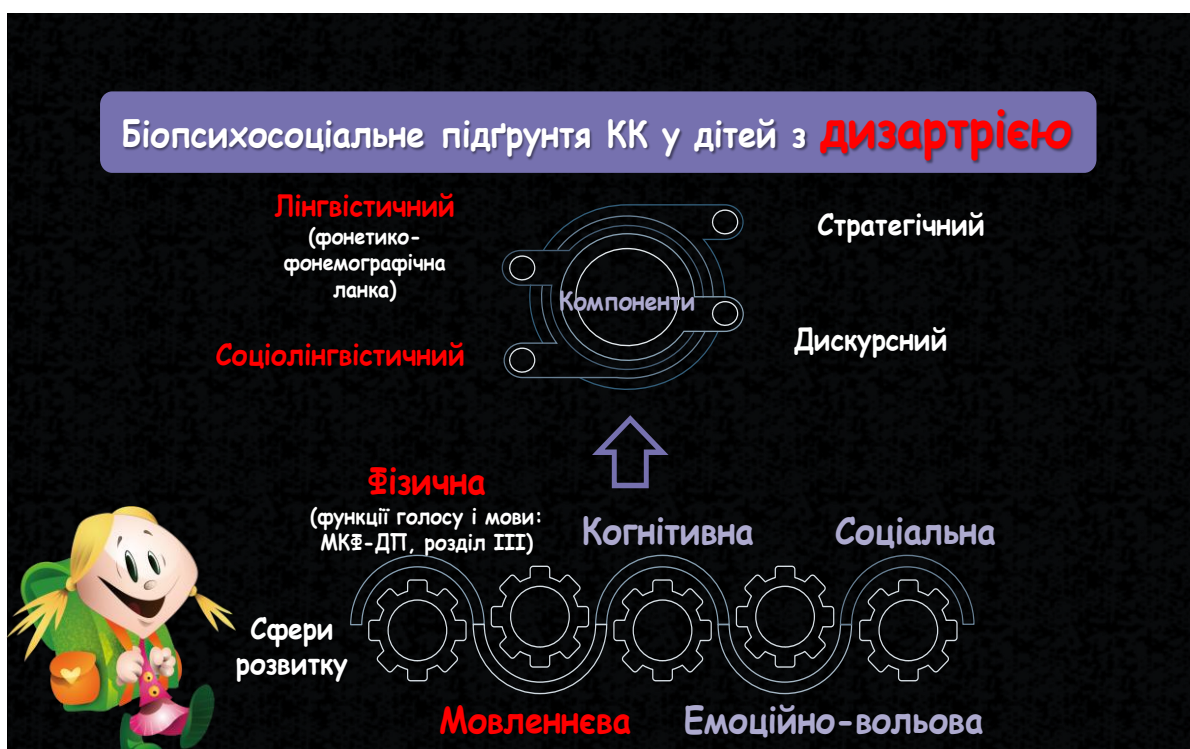 Біопсихосоціальне підґрунтя КК у дітей з дизартрією
Лінгвістичний
(фонетико-
фонемографічна
ланка)
Стратегічний
Компоненти
Соціолінгвістичний
Дискурсний
Фізична
(функції голосу і мови:
МКФ-ДП, розділ III)
Когнітивна
Соціальна
Сфери
розвитку
Мовленнєва
Емоційно-вольова